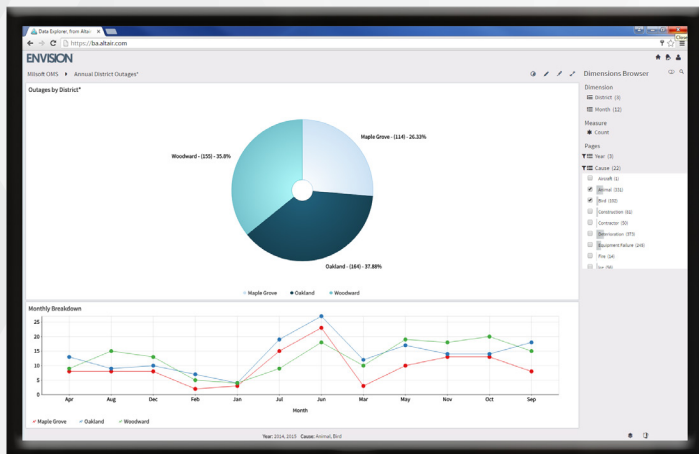 Data Explorer, from Altair
Close
https://ba.altair.com
ENVISION
Milsoft OMS Annual District Outages*
Dimensions Browser
Outages by District*
Dimension
District (3)
Month (12)
Measure
Count
Pages
Year (3)
Cause (22)
Aircraft (1)
Animal (331)
Bird (102)
Construction (62)
Contractor (50)
Deterioration (373)
Equipment Failure (249)
Fire (14)
Maple Grove - (114) - 26.33%
Woodward - (155) - 35.8%
Oakland - (164) - 37.88%
Maple Grove Oakland Woodward
Monthly Breakdown
25
20
15
10
5
0
Apr Aug Dec Feb Jan Jul Jun Mar May Nov Oct Sep
Month
Maple Grove Oakland Woodward
Year: 2014, 2015 Cause: Animal, Bird